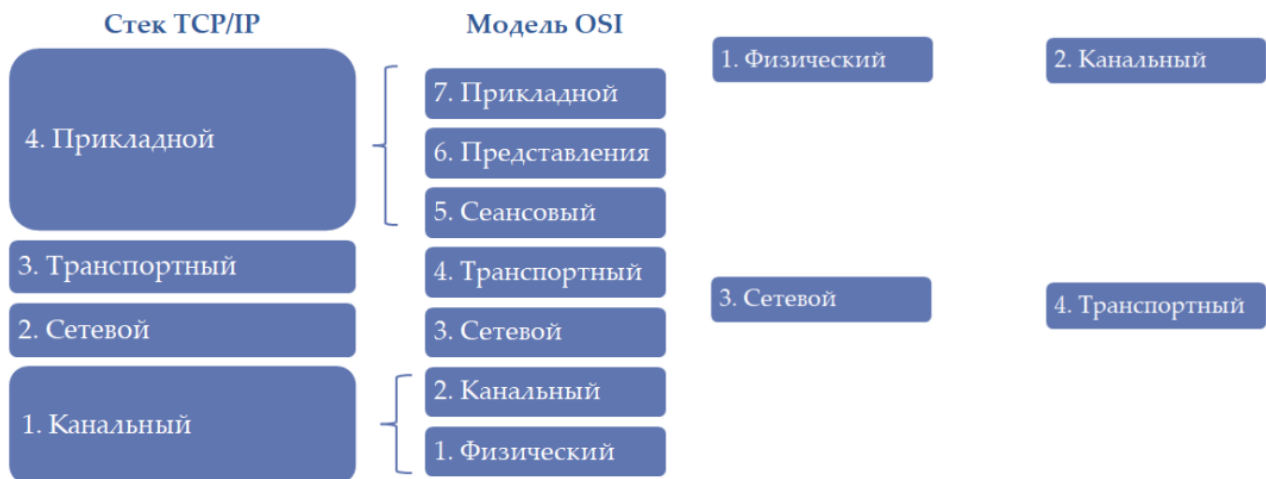 Стек TCP/IP
4. Прикладной
3. Транспортный
2. Сетевой
1. Канальный
Модель OSI
7. Прикладной
6. Представления
5. Сеансовый
4. Транспортный
3. Сетевой
2. Канальный
1. Физический
1. Физический
2. Канальный
3. Сетевой
4. Транспортный